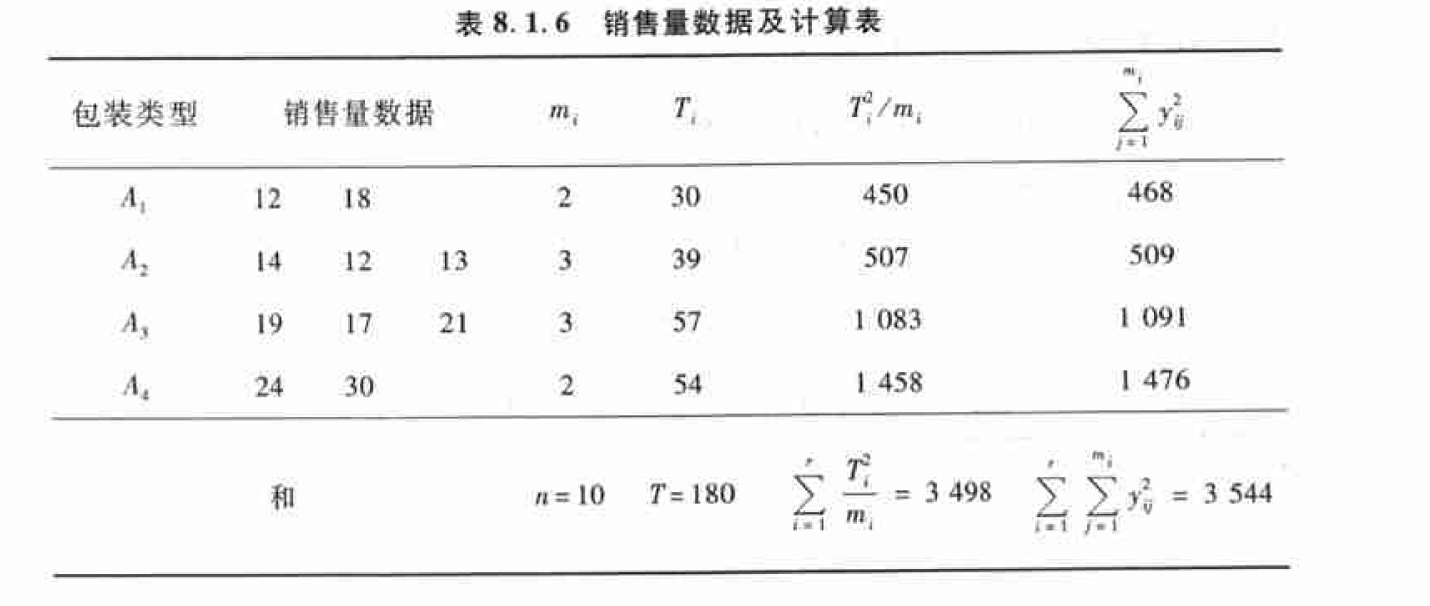 表 8.1.6 销售量数据及计算表
包装类型 销售量数据 m_i T_i T_i^2/m_i \sum_{j=1}^{m_i} y_{ij}^2
A_1 12 18 2 30 450 468
A_2 14 12 13 3 39 507 509
A_3 19 17 21 3 57 1 083 1 091
A_4 24 30 2 54 1 458 1 476
和 n=10 T=180 \sum_{i=1}^{r} \frac{T_i^2}{m_i} = 3 498 \sum_{i=1}^{r} \sum_{j=1}^{m_i} y_{ij}^2 = 3 544